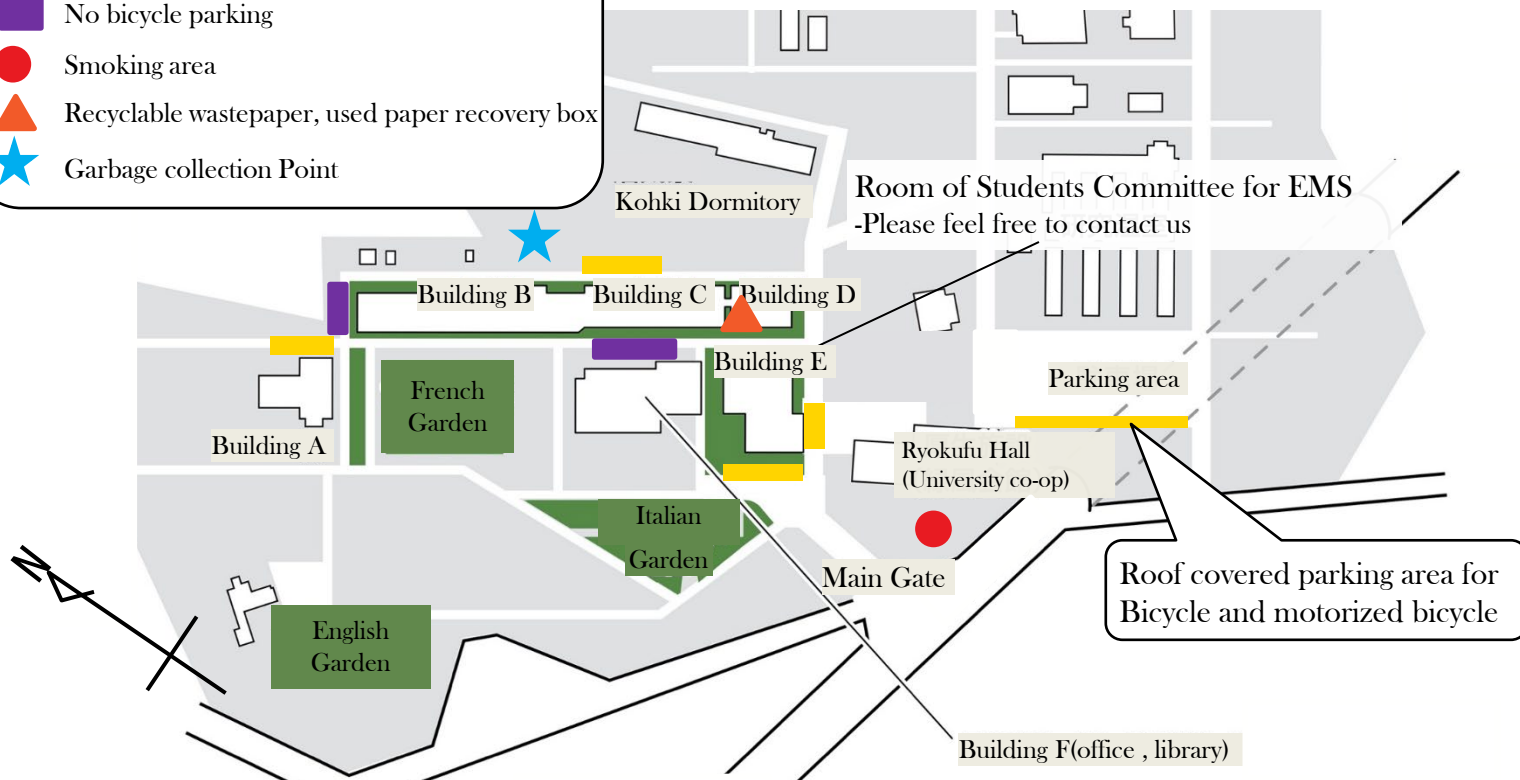 No bicycle parking
Smoking area
Recyclable wastepaper, used paper recovery box
Garbage collection Point
Kohki Dormitory
Room of Students Committee for EMS
-Please feel free to contact us
Building B
Building C
Building D
Building E
French
Garden
Parking area
Building A
Ryokufu Hall
(University co-op)
Italian
Garden
Main Gate
Roof covered parking area for
Bicycle and motorized bicycle
N
English
Garden
Building F(office , library)